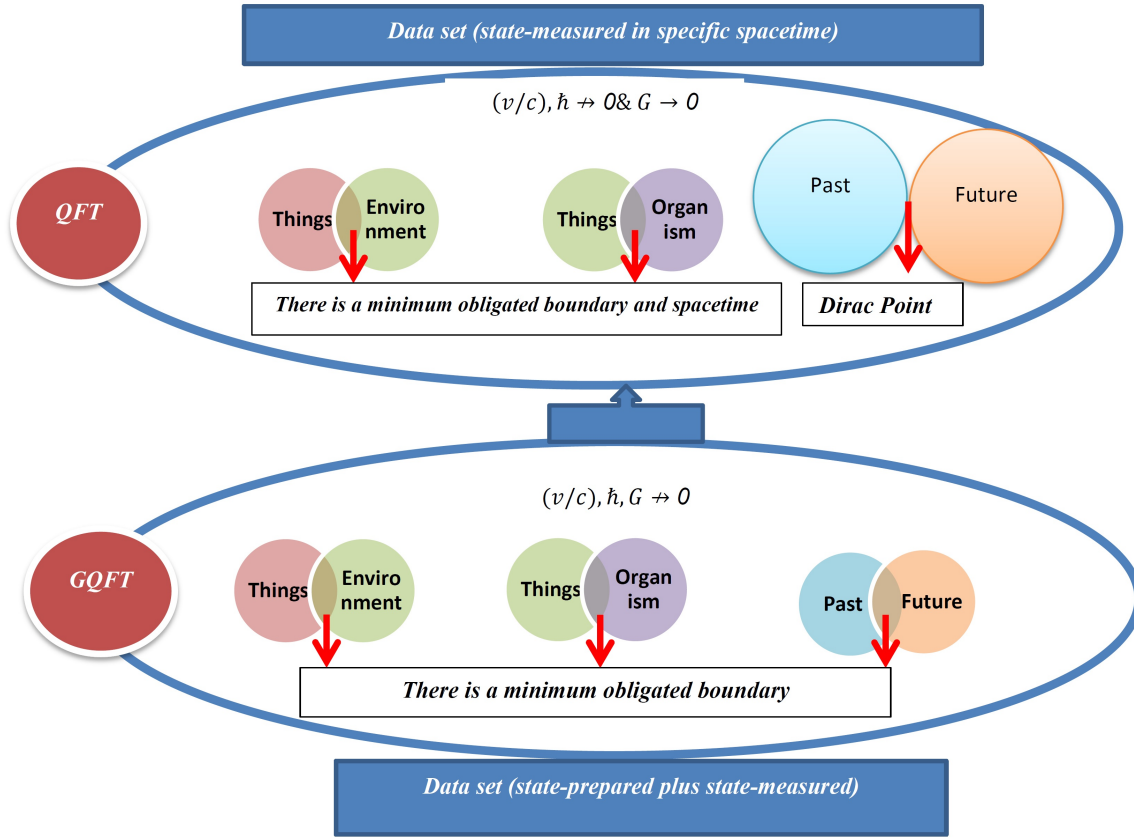 Data set (state-measured in specific spacetime)
(v/c), ℏ ↛ 0& G → 0
QFT
Things
Enviro
nment
Things
Organ
ism
Past
Future
There is a minimum obligated boundary and spacetime
Dirac Point
(v/c), ℏ, G ↛ 0
GQFT
Things
Enviro
nment
Things
Organ
ism
Past
Future
There is a minimum obligated boundary
Data set (state-prepared plus state-measured)